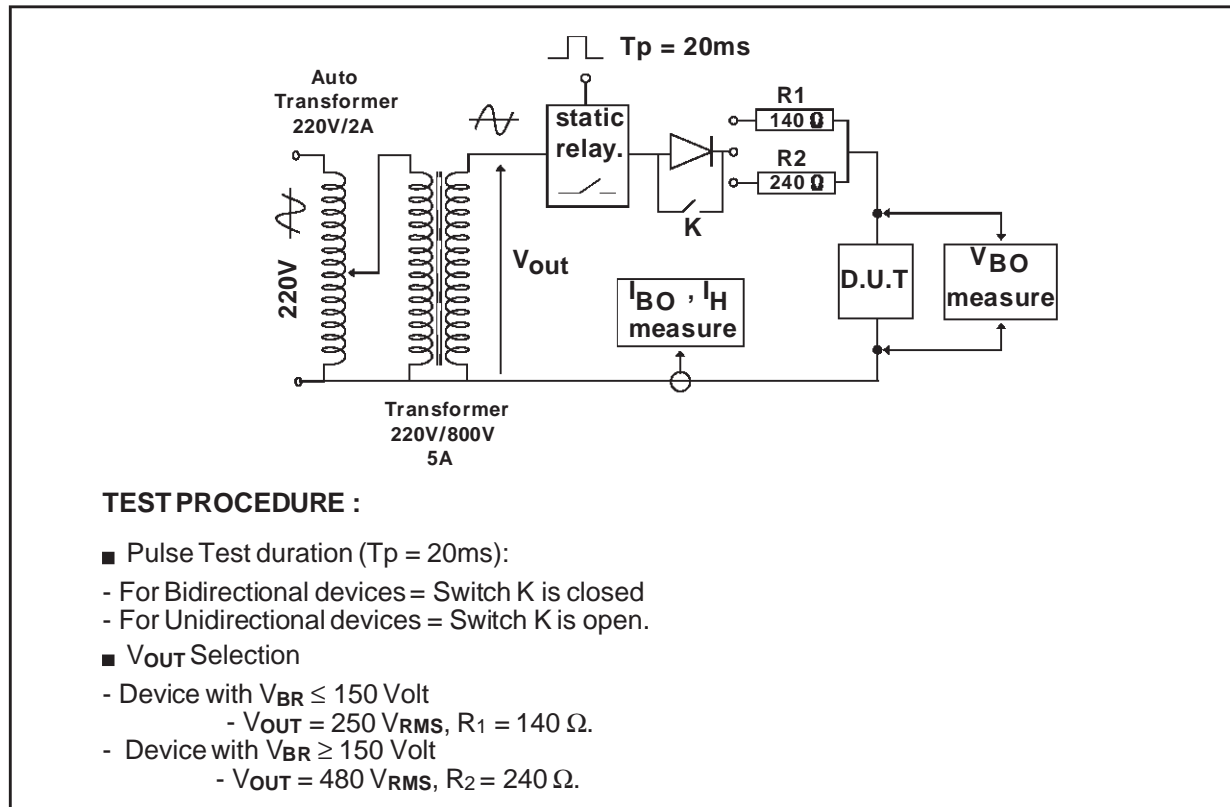 Tp = 20ms
Auto
Transformer
220V/2A
static
relay.
R1
140 Ω
R2
240 Ω
K
220V
Vout
IBO , IH
measure
D.U.T
VBO
measure
Transformer
220V/800V
5A
TEST PROCEDURE :
■ Pulse Test duration (Tp = 20ms):
- For Bidirectional devices = Switch K is closed
- For Unidirectional devices = Switch K is open.
■ VOUT Selection
- Device with VBR ≤ 150 Volt
- VOUT = 250 VRMS, R1 = 140 Ω.
- Device with VBR ≥ 150 Volt
- VOUT = 480 VRMS, R2 = 240 Ω.